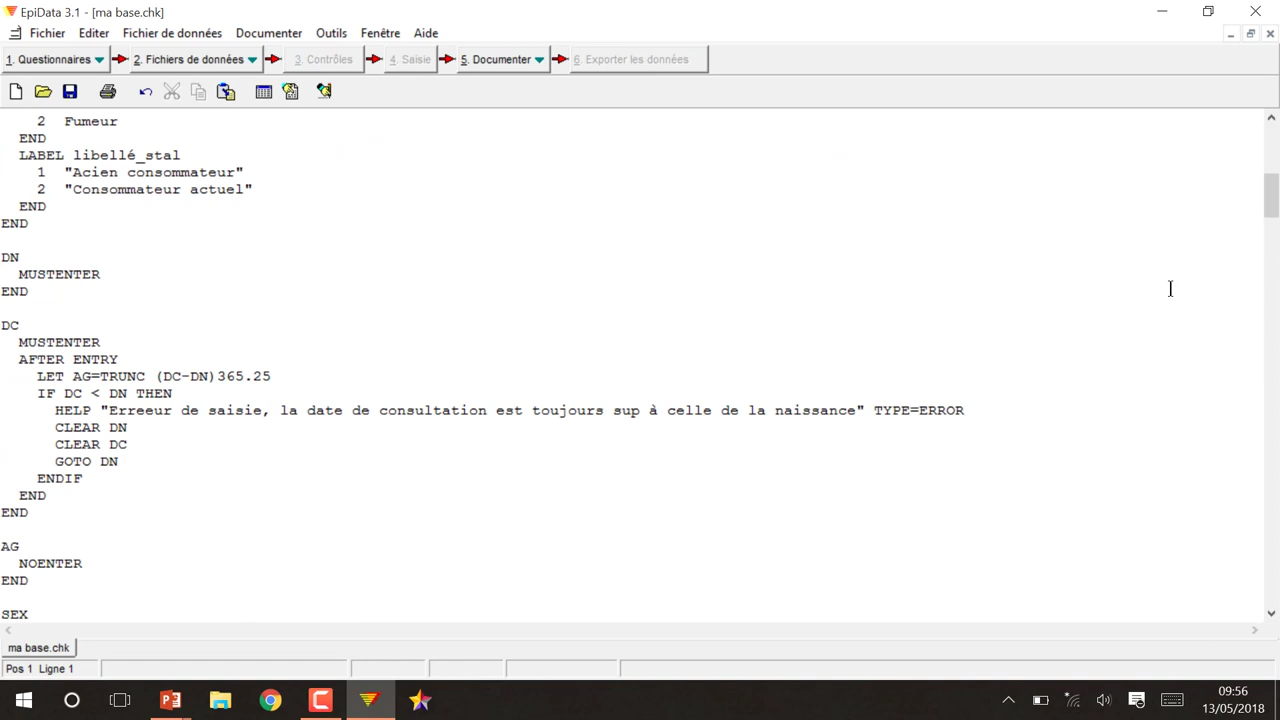 EpiData 3.1 - [ma base.chk]
Fichier Editer Fichier de données Documenter Outils Fenêtre Aide
1. Questionnaires 2. Fichiers de données 3. Contrôles 4. Saisie 5. Documenter 6. Exporter les données
2 Fumeur
END
LABEL libellé_stal
1 "Acien consommateur"
2 "Consommateur actuel"
END
END
DN
MUSTENTER
END
DC
MUSTENTER
AFTER ENTRY
LET AG=TRUNC (DC-DN)365.25
IF DC < DN THEN
HELP "Erreeur de saisie, la date de consultation est toujours sup à celle de la naissance" TYPE=ERROR
CLEAR DN
CLEAR DC
GOTO DN
ENDIF
END
END
AG
NOENTER
END
SEX
ma base.chk
Pos 1 Ligne 1
09:56
13/05/2018